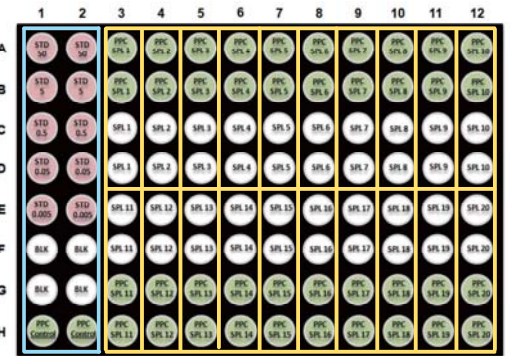 1 2 3 4 5 6 7 8 9 10 11 12
A STD 50 STD 50 PPC SPL 1 PPC SPL 2 PPC SPL 3 PPC SPL 4 PPC SPL 5 PPC SPL 6 PPC SPL 7 PPC SPL 8 PPC SPL 9 PPC SPL 10
B STD 5 STD 5 PPC SPL 1 PPC SPL 2 PPC SPL 3 PPC SPL 4 PPC SPL 5 PPC SPL 6 PPC SPL 7 PPC SPL 8 PPC SPL 9 PPC SPL 10
C STD 0.5 STD 0.5 SPL 1 SPL 2 SPL 3 SPL 4 SPL 5 SPL 6 SPL 7 SPL 8 SPL 9 SPL 10
D STD 0.05 STD 0.05 SPL 1 SPL 2 SPL 3 SPL 4 SPL 5 SPL 6 SPL 7 SPL 8 SPL 9 SPL 10
E STD 0.005 STD 0.005 SPL 11 SPL 12 SPL 13 SPL 14 SPL 15 SPL 16 SPL 17 SPL 18 SPL 19 SPL 20
F BLK BLK SPL 11 SPL 12 SPL 13 SPL 14 SPL 15 SPL 16 SPL 17 SPL 18 SPL 19 SPL 20
G BLK BLK PPC SPL 11 PPC SPL 12 PPC SPL 13 PPC SPL 14 PPC SPL 15 PPC SPL 16 PPC SPL 17 PPC SPL 18 PPC SPL 19 PPC SPL 20
H PPC Control PPC Control PPC SPL 11 PPC SPL 12 PPC SPL 13 PPC SPL 14 PPC SPL 15 PPC SPL 16 PPC SPL 17 PPC SPL 18 PPC SPL 19 PPC SPL 20